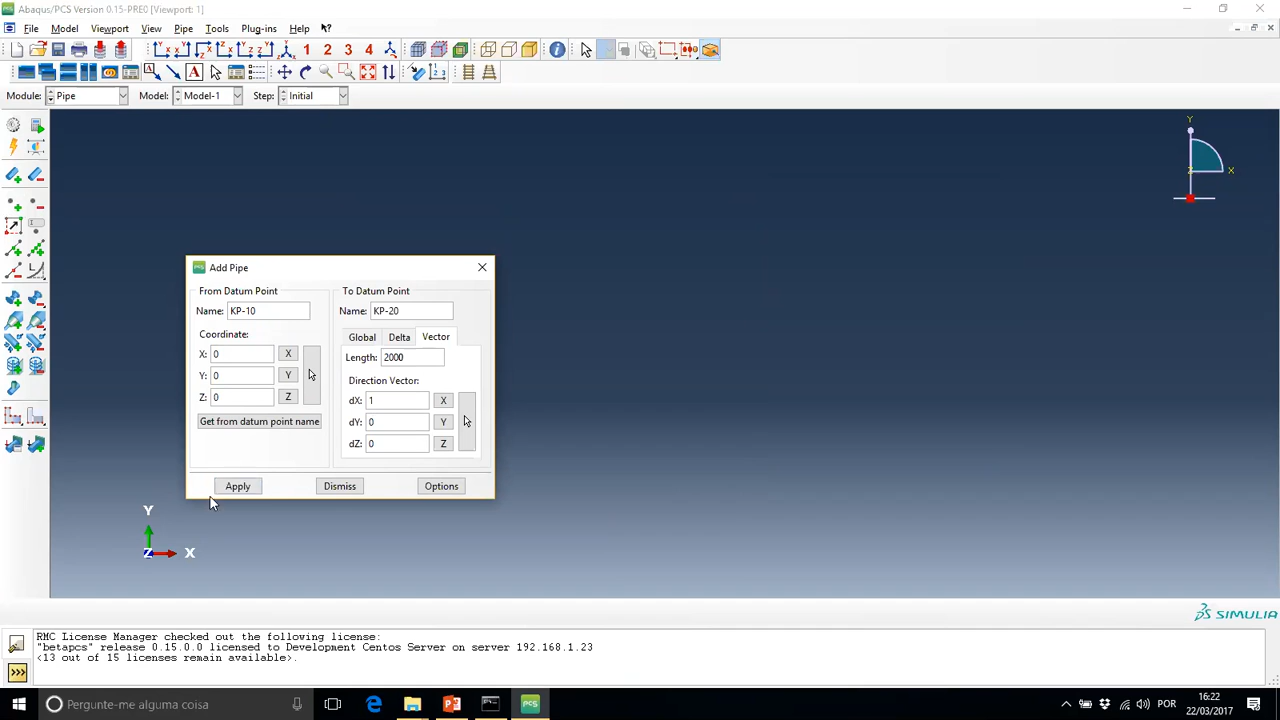 Abaqus/PCS Version 0.15-PRE0 [Viewport: 1]
File Model Viewport View Pipe Tools Plug-ins Help
1 2 3 4
A
Module: Pipe Model: Model-1 Step: Initial
Y
X
Z
Add Pipe
From Datum Point
Name: KP-10
Coordinate:
X: 0 X
Y: 0 Y
Z: 0 Z
Get from datum point name
To Datum Point
Name: KP-20
Global Delta Vector
Length: 2000
Direction Vector:
dX: 1 X
dY: 0 Y
dZ: 0 Z
Apply Dismiss Options
Y
Z X
SIMULIA
RMC License Manager checked out the following license:
"betapcs" release 0.15.0.0 licensed to Development Centos Server on server 192.168.1.23
<13 out of 15 licenses remain available>.
>>>
Pergunte-me alguma coisa
POR
16:22
22/03/2017